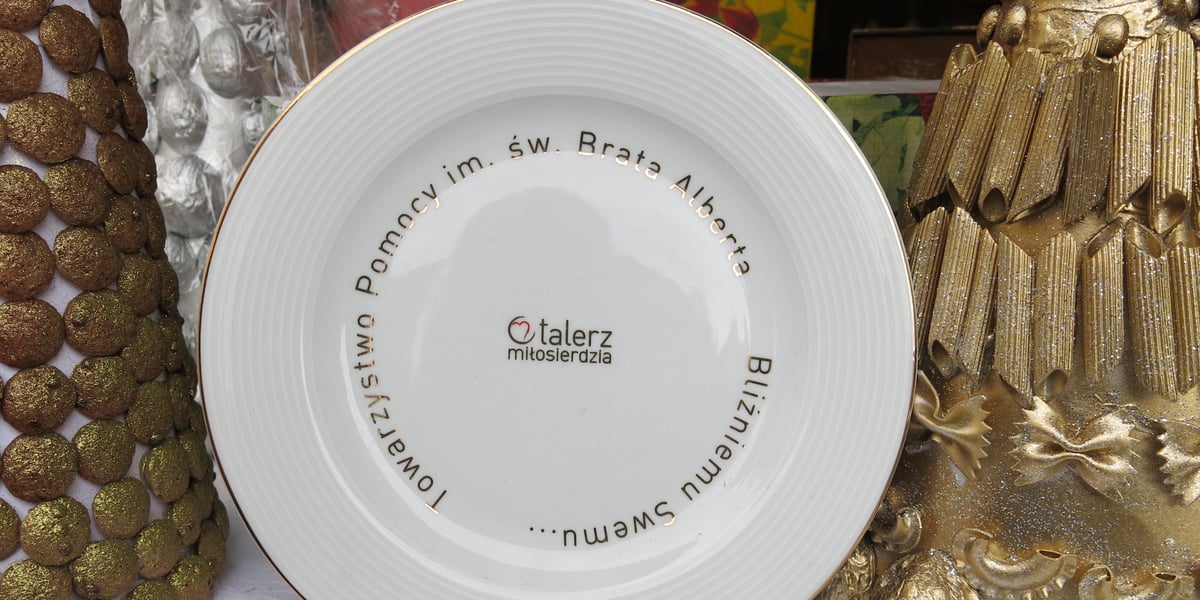 Towarzystwo Pomocy im. św. Brata Alberta
Bliźniemu Swemu...
talerz
miłosierdzia